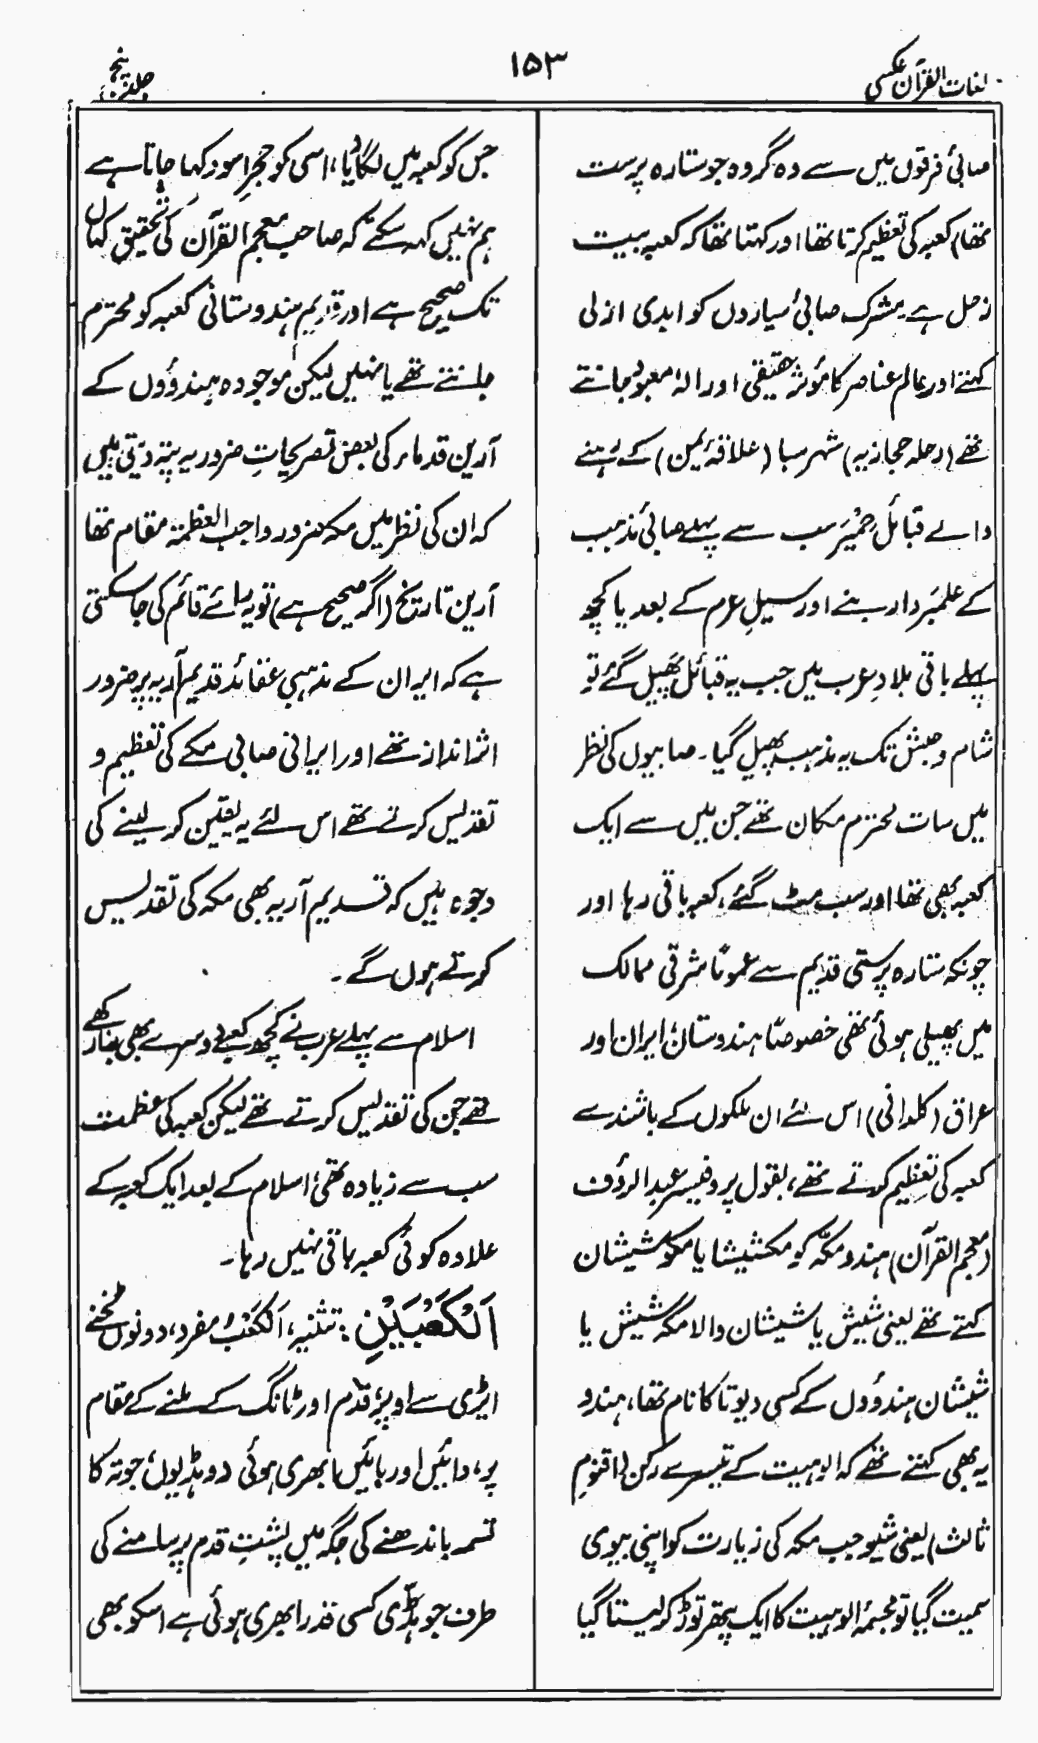 لغات القرآن عکسی
۱۵۳
جلد پنجم
صابئ فرقوں میں سے وہ گروہ جو ستارہ پرست
تھا) کعبہ کی تعظیم کرتا تھا اور کہتا تھا کہ کعبہ بیت
زحل ہے۔ مشرک صابئ سیاروں کو ابدی ازلی
کہتے اور عالم عناصر کا مؤثر حقیقی اور الٰہ معبود جانتے
تھے (رحلہ حجازیہ) شہر سبا (علاقہ یمن) کے رہنے
والے قبائل حِمْیَر سب سے پہلے صابئ مذہب
کے علمبردار بنے اور سیلِ عرم کے بعد یا کچھ
پہلے باقی بلادِ عرب میں جب یہ قبائل پھیل گئے تو
شام و حبش تک یہ مذہب پھیل گیا۔ صابیوں کی نظر
میں سات محترم مکان تھے جن میں سے ایک
کعبہ بھی تھا اور سب مٹ گئے، کعبہ باقی رہا اور
چونکہ ستارہ پرستی قدیم سے عموماً مشرقی ممالک
میں پھیلی ہوئی تھی خصوصاً ہندوستان، ایران اور
عراق (کلدانی) اس لئے ان ملکوں کے باشندے
کعبہ کی تعظیم کرتے تھے، بقول پروفیسر عبدالرؤف
(معجم القرآن) ہندو مکّہ کو مکشیشا یا مکوشیشان
کہتے تھے یعنی شیش یا شیشان والا مکہ شیش یا
شیشان ہندوؤں کے کسی دیوتا کا نام تھا، ہندو
یہ بھی کہتے تھے کہ الوہیت کے تیسرے رکن (اقنومِ
ثالث) یعنی شیو جب مکہ کی زیارت کو اپنی بیوی
سمیت گیا تو مجسمۂ الوہیت کا ایک پتھر توڑ کر لیتا گیا
جس کو کعبہ میں لگا دیا، اسی کو حجرِ اسود کہا جاتا ہے
ہم نہیں کہہ سکتے کہ صاحب معجم القرآن کی تحقیق کہاں
تک صحیح ہے اور قدیم ہندوستانی کعبہ کو محترم
جانتے تھے یا نہیں لیکن موجودہ ہندوؤں کے
آرین قدماء کی بعض تصریحاتِ ضرور یہ پتہ دیتی ہیں
کہ ان کی نظر میں مکہ ضرور واجب العظمۃ مقام تھا
آرین تاریخ (اگر صحیح ہے) تو یہ رائے قائم کی جا سکتی
ہے کہ ایران کے مذہبی عقائد قدیم آریہ پر ضرور
اثر انداز تھے اور ایرانی صابی مکے کی تعظیم و
تقدیس کرتے تھے اس لئے یہ یقین کر لینے کی
وجوہ ہیں کہ قدیم آریہ بھی مکہ کی تقدیس
کرتے ہوں گے۔
اسلام سے پہلے عرب نے کچھ کعبے دوسرے بھی بنا رکھے
تھے جن کی تقدیس کرتے تھے لیکن کعبہ کی عظمت
سب سے زیادہ تھی، اسلام کے بعد ایک کعبہ کے
علاوہ کوئی کعبہ باقی نہیں رہا۔
اَلْکَعْبَیْنِ: تثنیہ، اَلْکَعْبُ مفرد، دونوں ٹخنے
ایڑی سے اوپر، قدم اور ٹانگ کے ملنے کے مقام
پر، دائیں اور بائیں ابھری ہوئی دو ہڈیوں، جوتہ کا
تسمہ باندھنے کی جگہ میں پشتِ قدم پر سامنے کی
طرف جو ہڈّی کسی قدر ابھری ہوئی ہے اسکو بھی